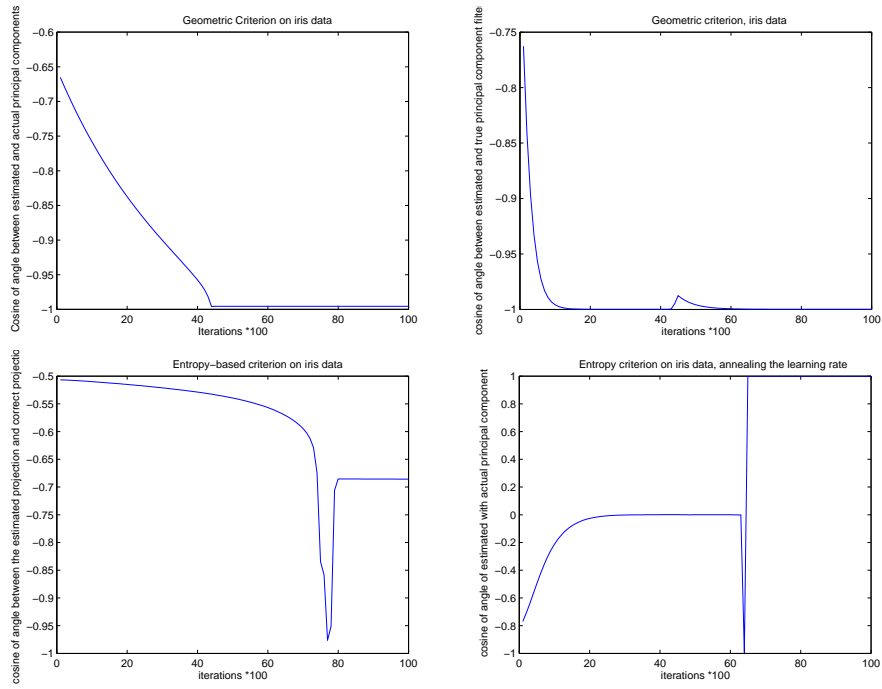 Geometric Criterion on iris data
Cosine of angle between estimated and actual principal components
−0.6
−0.65
−0.7
−0.75
−0.8
−0.85
−0.9
−0.95
−1
0 20 40 60 80 100
Iterations *100
Geometric criterion, iris data
cosine of angle between estimated and true principal component filte
−0.75
−0.8
−0.85
−0.9
−0.95
−1
0 20 40 60 80 100
iterations *100
Entropy−based criterion on iris data
cosine of angle between the estimated projection and correct projectic
−0.5
−0.55
−0.6
−0.65
−0.7
−0.75
−0.8
−0.85
−0.9
−0.95
−1
0 20 40 60 80 100
iterations *100
Entropy criterion on iris data, annealing the learning rate
cosine of angle of estimated with actual principal component
1
0.8
0.6
0.4
0.2
0
−0.2
−0.4
−0.6
−0.8
−1
0 20 40 60 80 100
iterations *100